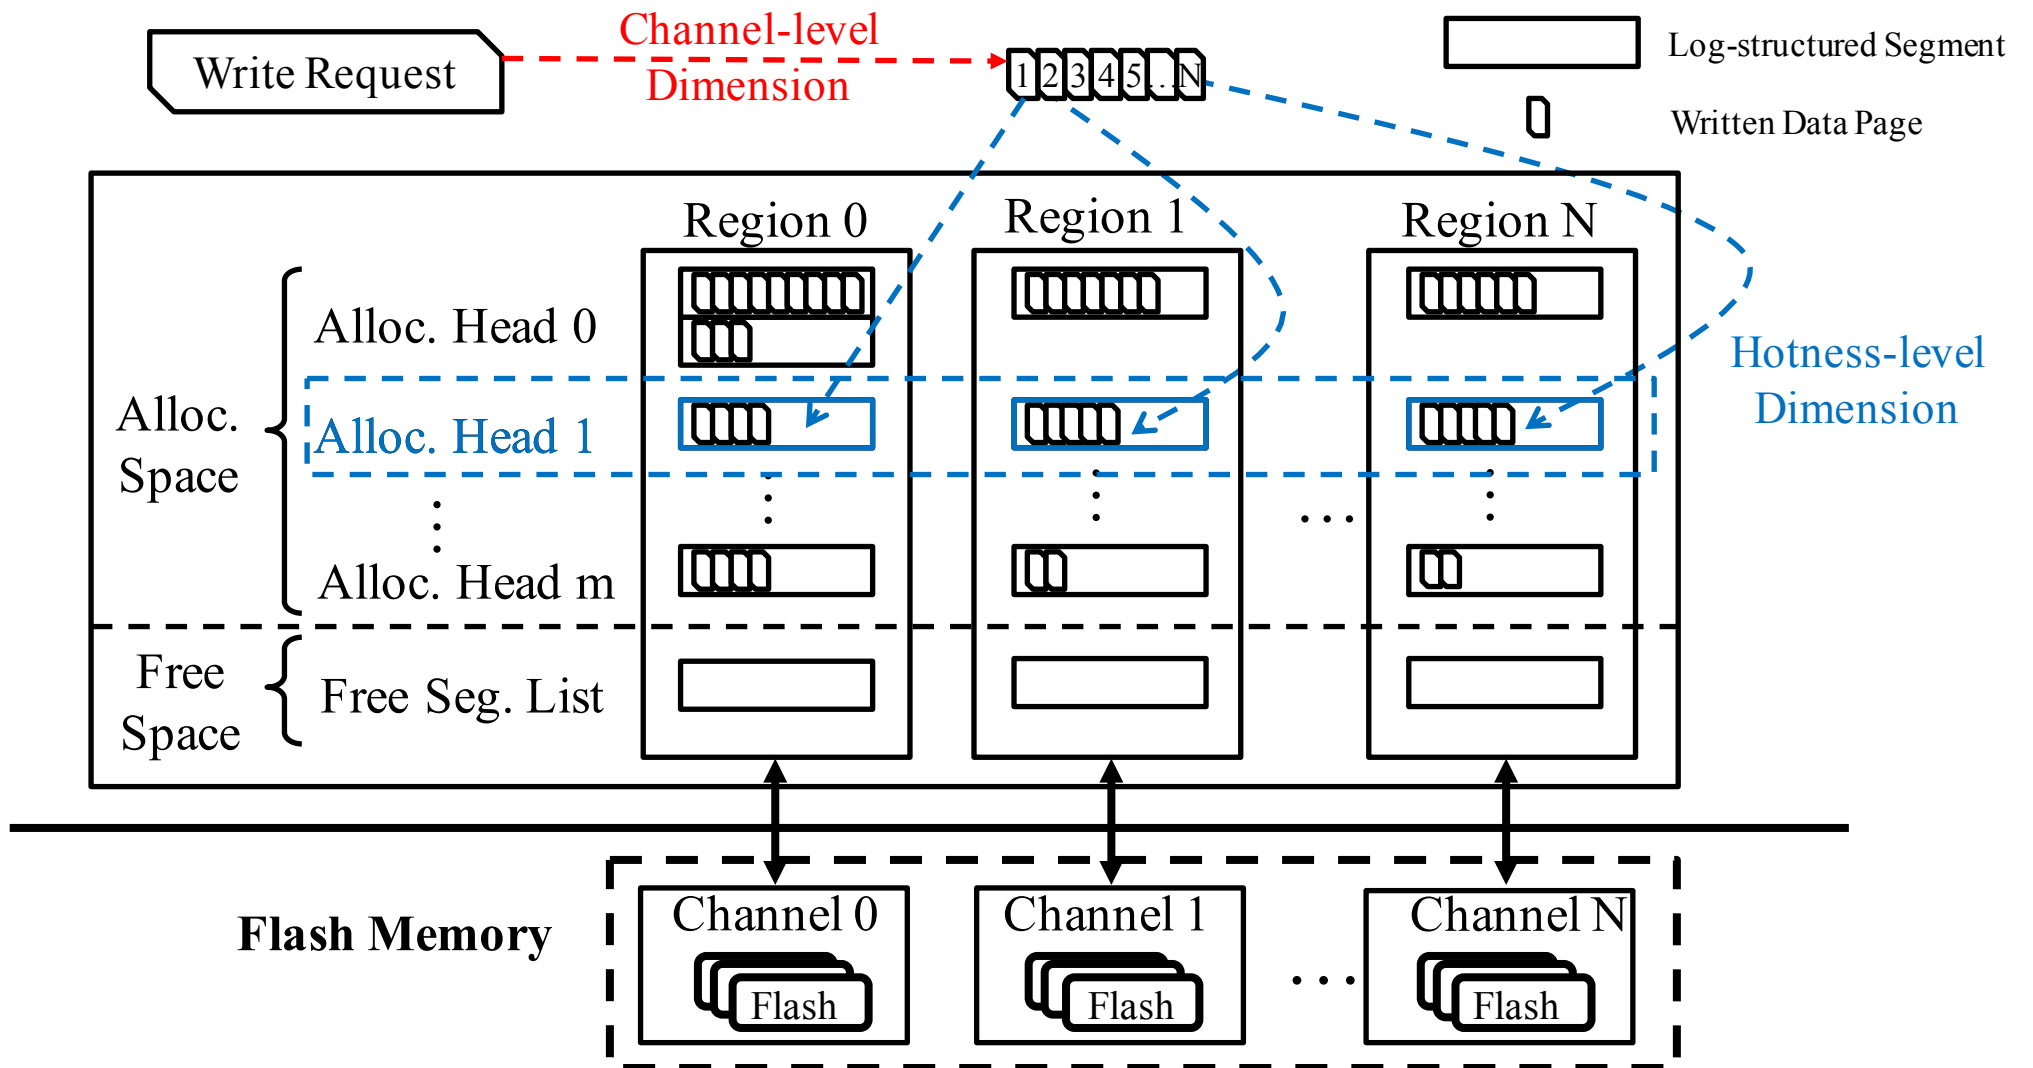 Write Request
Channel-level
Dimension
1 2 3 4 5 ... N
Log-structured Segment
Written Data Page
Region 0
Region 1
Region N
Alloc. Head 0
Alloc.
Space
Alloc. Head 1
Hotness-level
Dimension
...
Alloc. Head m
Free
Space
Free Seg. List
Flash Memory
Channel 0
Channel 1
...
Channel N
Flash
Flash
Flash